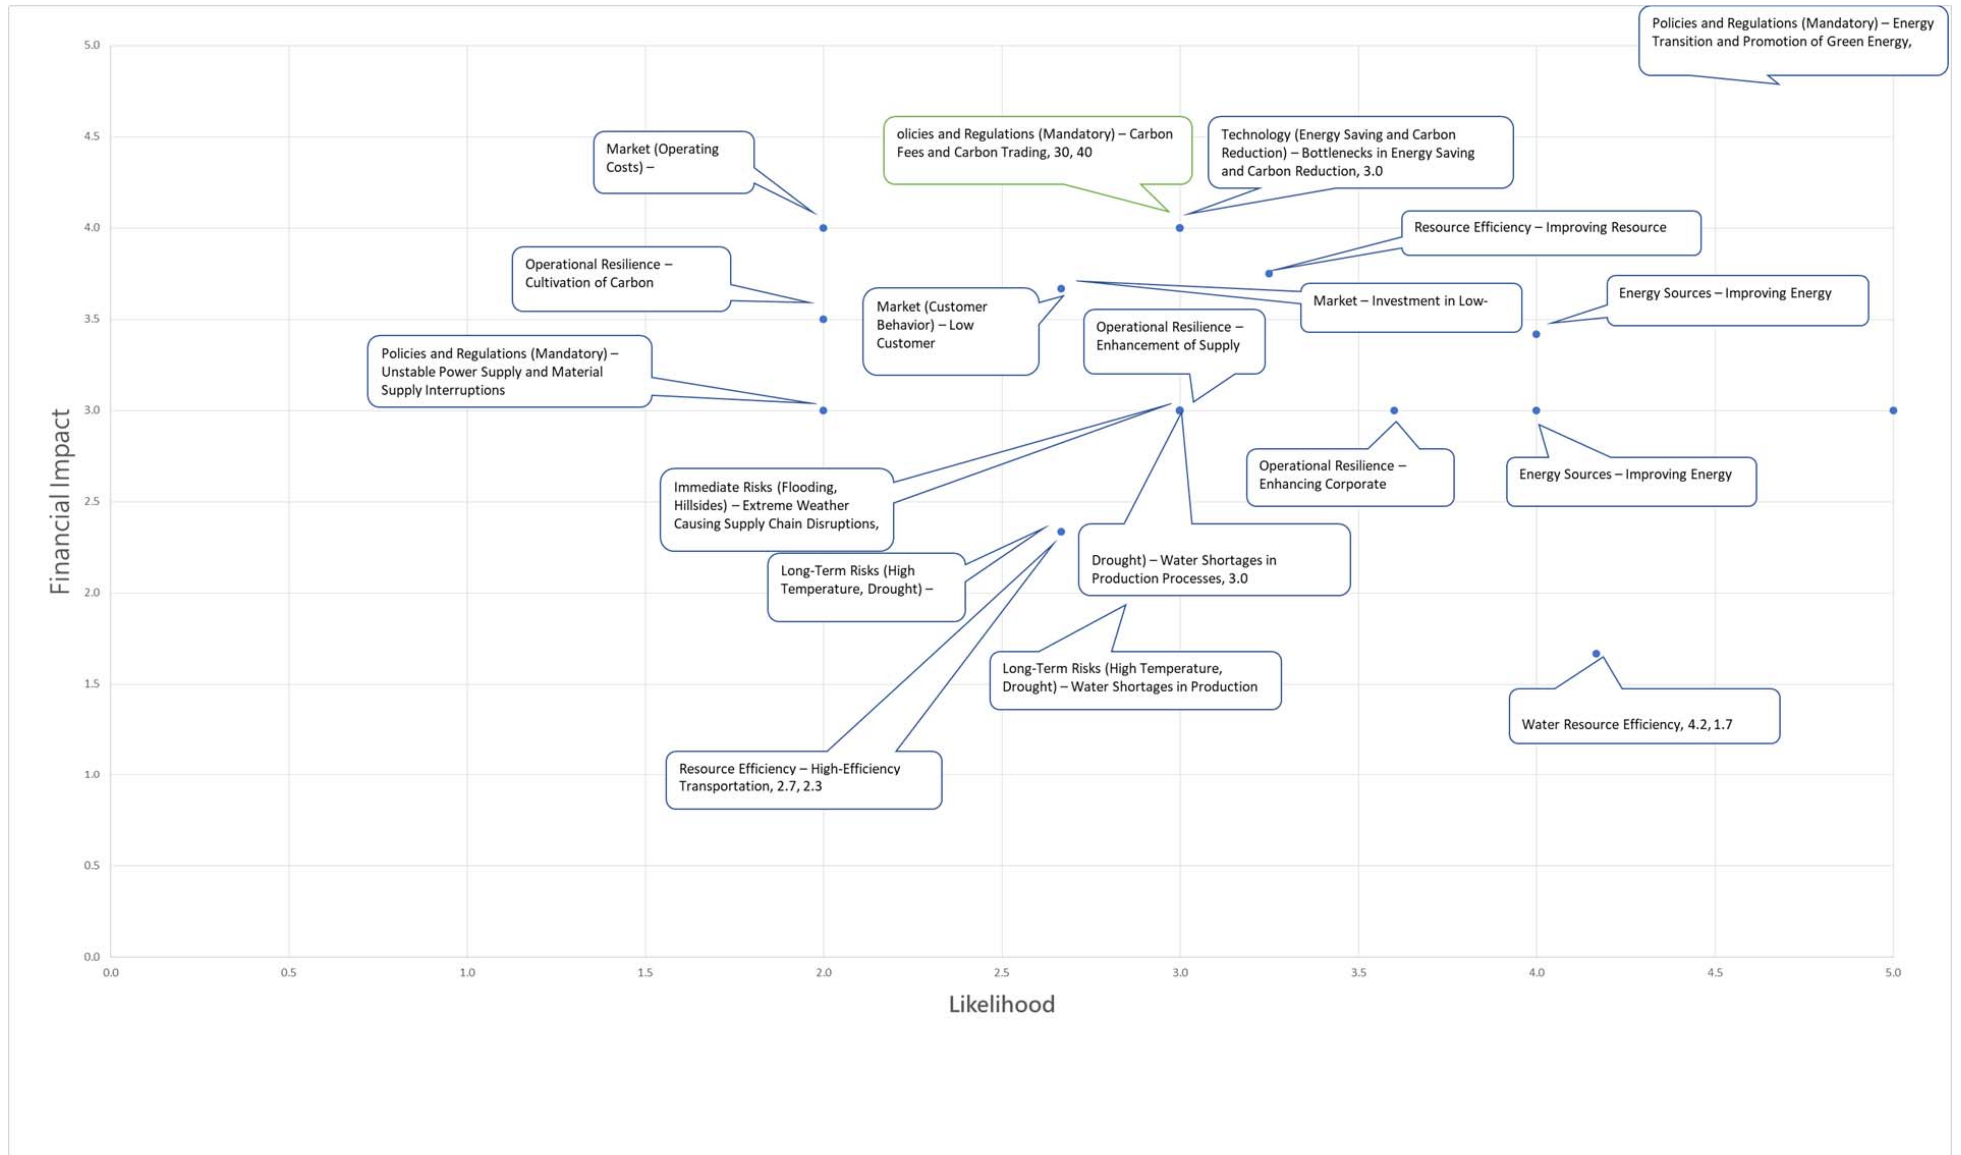 Policies and Regulations (Mandatory) – Energy
Transition and Promotion of Green Energy,
5.0
4.5
Market (Operating
Costs) –
olicies and Regulations (Mandatory) – Carbon
Fees and Carbon Trading, 30, 40
Technology (Energy Saving and Carbon
Reduction) – Bottlenecks in Energy Saving
and Carbon Reduction, 3.0
4.0
Resource Efficiency – Improving Resource
Operational Resilience –
Cultivation of Carbon
Market (Customer
Behavior) – Low
Customer
Market – Investment in Low-
Energy Sources – Improving Energy
3.5
Operational Resilience –
Enhancement of Supply
Policies and Regulations (Mandatory) –
Unstable Power Supply and Material
Supply Interruptions
3.0
Operational Resilience –
Enhancing Corporate
Energy Sources – Improving Energy
2.5
Immediate Risks (Flooding,
Hillsides) – Extreme Weather
Causing Supply Chain Disruptions,
Long-Term Risks (High
Temperature, Drought) –
Drought) – Water Shortages in
Production Processes, 3.0
2.0
Long-Term Risks (High Temperature,
Drought) – Water Shortages in Production
1.5
Water Resource Efficiency, 4.2, 1.7
1.0
Resource Efficiency – High-Efficiency
Transportation, 2.7, 2.3
0.5
0.0
Financial Impact
0.0 0.5 1.0 1.5 2.0 2.5 3.0 3.5 4.0 4.5 5.0
Likelihood